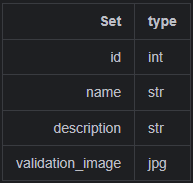 Set type
id int
name str
description str
validation_image jpg